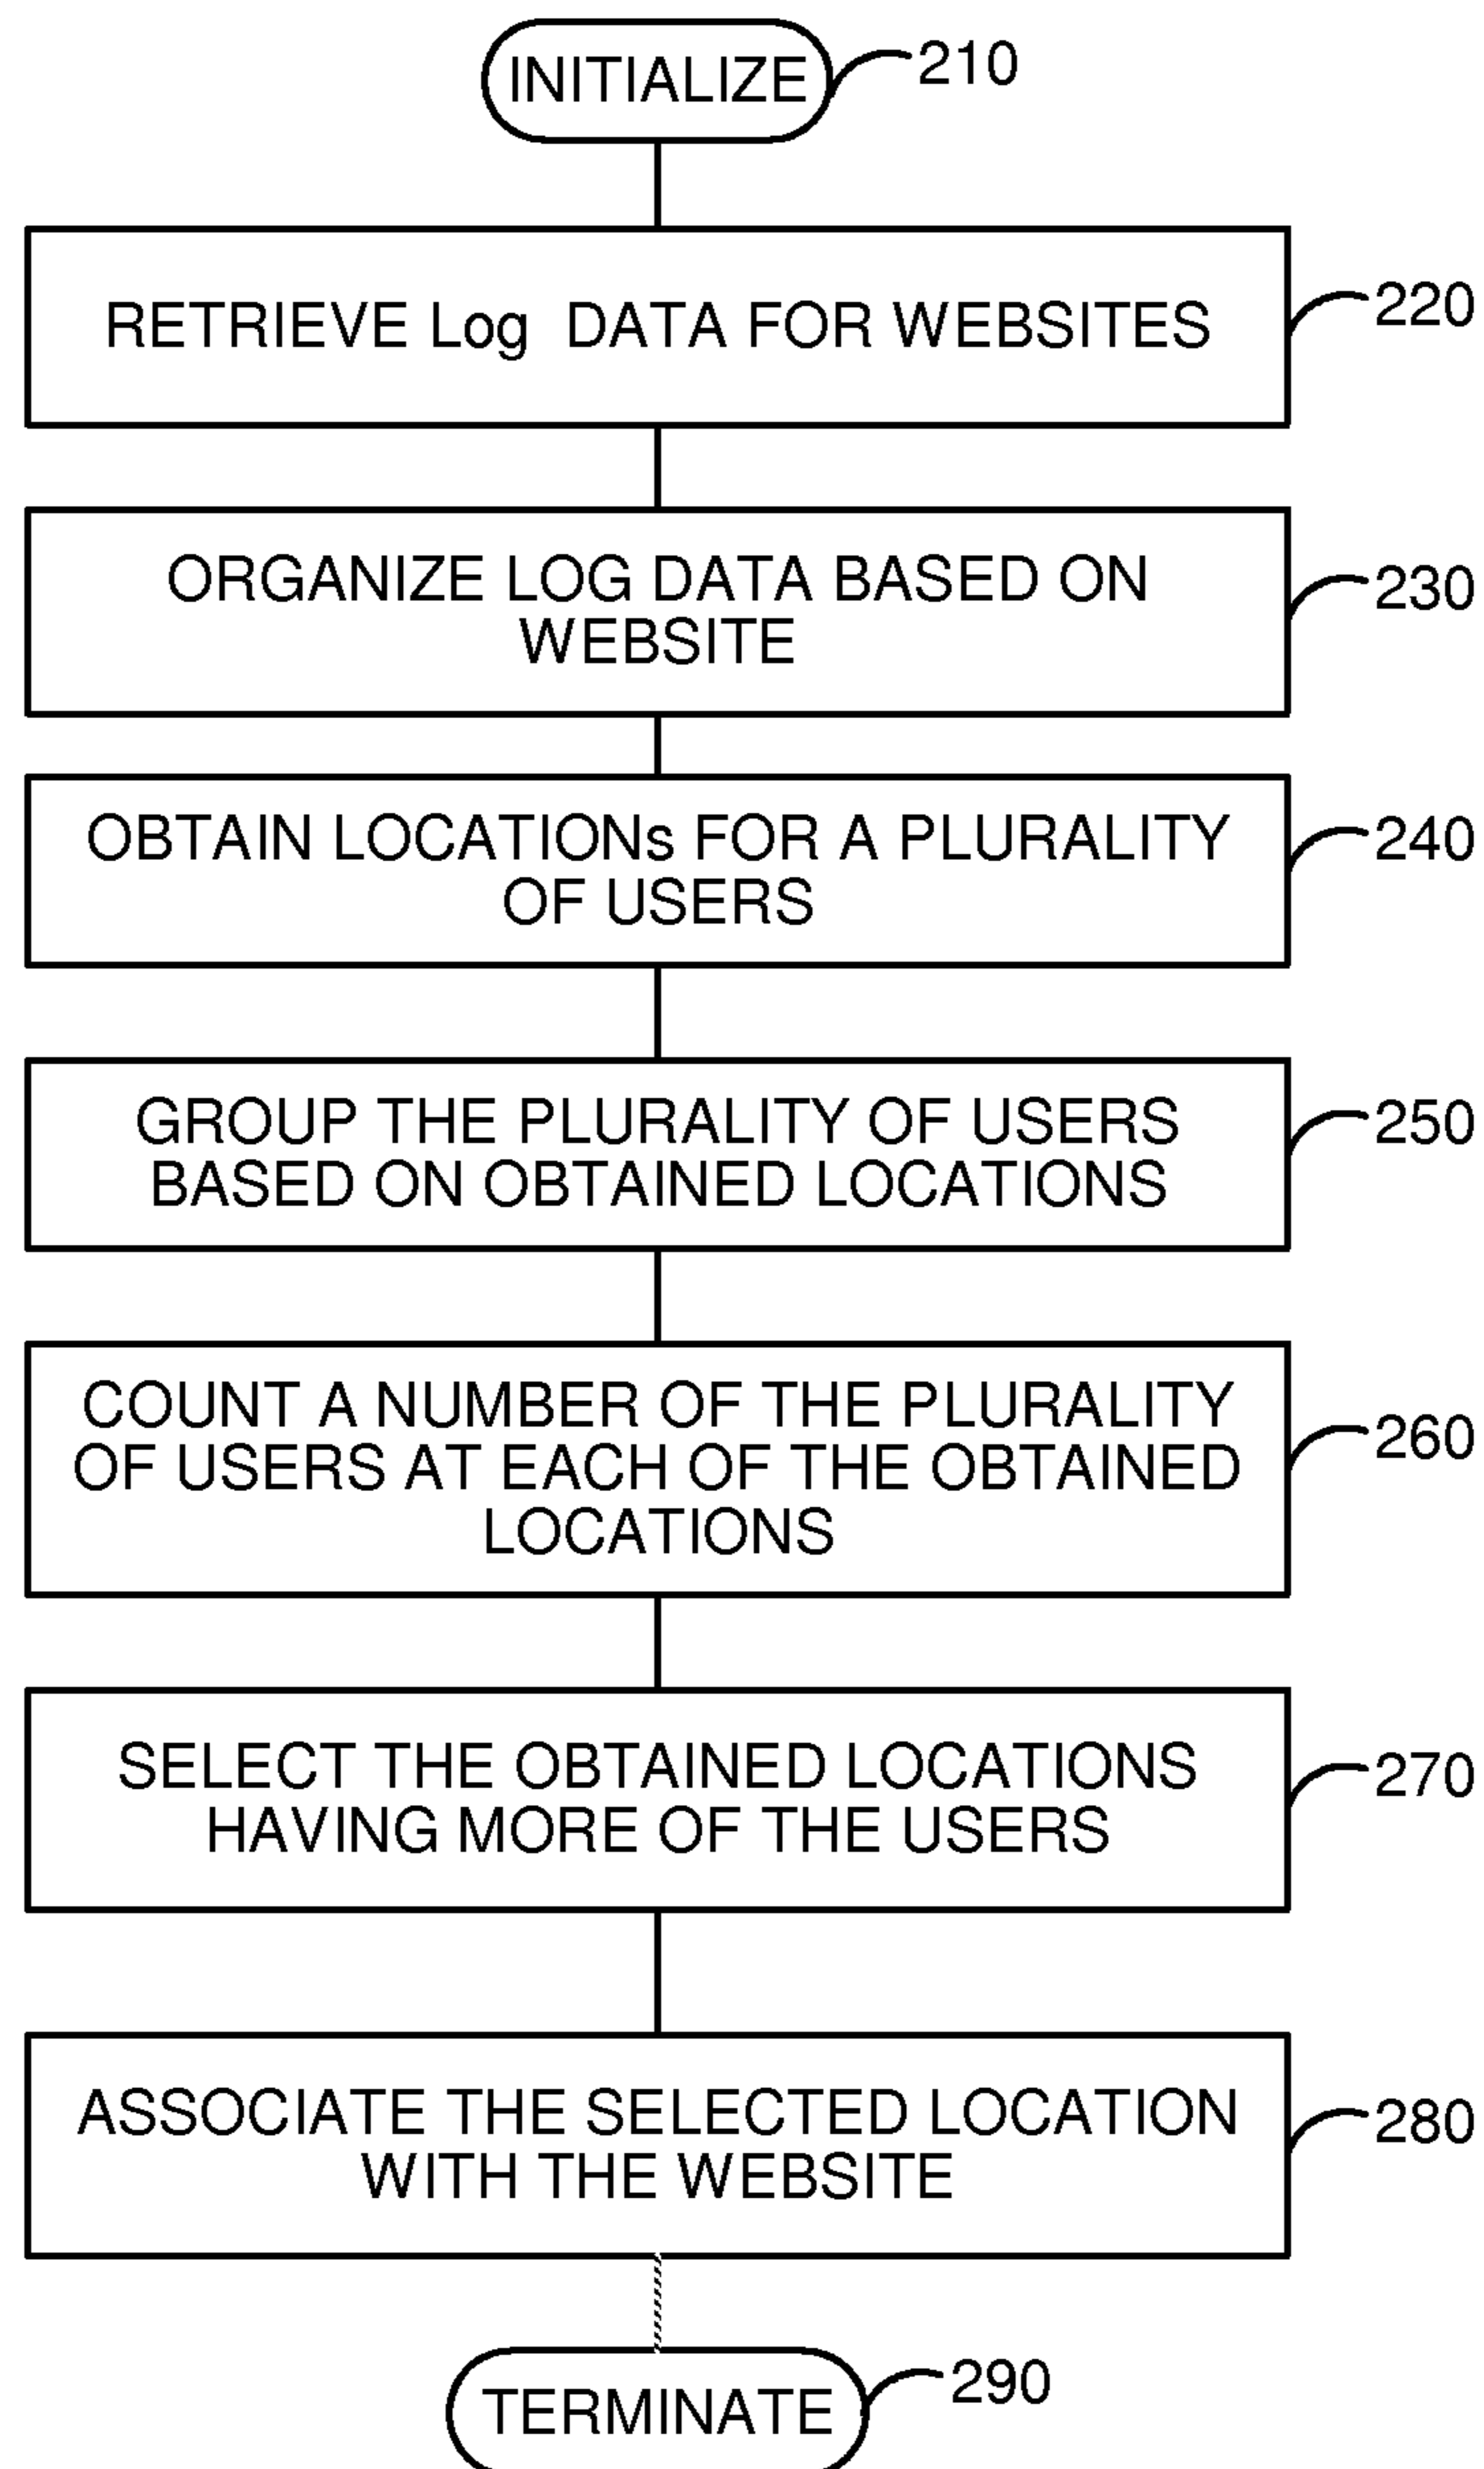 INITIALIZE
210
RETRIEVE Log DATA FOR WEBSITES
220
ORGANIZE LOG DATA BASED ON
WEBSITE
230
OBTAIN LOCATIONs FOR A PLURALITY
OF USERS
240
GROUP THE PLURALITY OF USERS
BASED ON OBTAINED LOCATIONS
250
COUNT A NUMBER OF THE PLURALITY
OF USERS AT EACH OF THE OBTAINED
LOCATIONS
260
SELECT THE OBTAINED LOCATIONS
HAVING MORE OF THE USERS
270
ASSOCIATE THE SELECTED LOCATION
WITH THE WEBSITE
280
TERMINATE
290